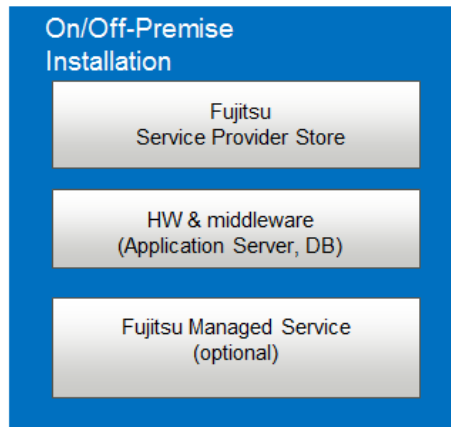 On/Off-Premise
Installation
Fujitsu
Service Provider Store
HW & middleware
(Application Server, DB)
Fujitsu Managed Service
(optional)